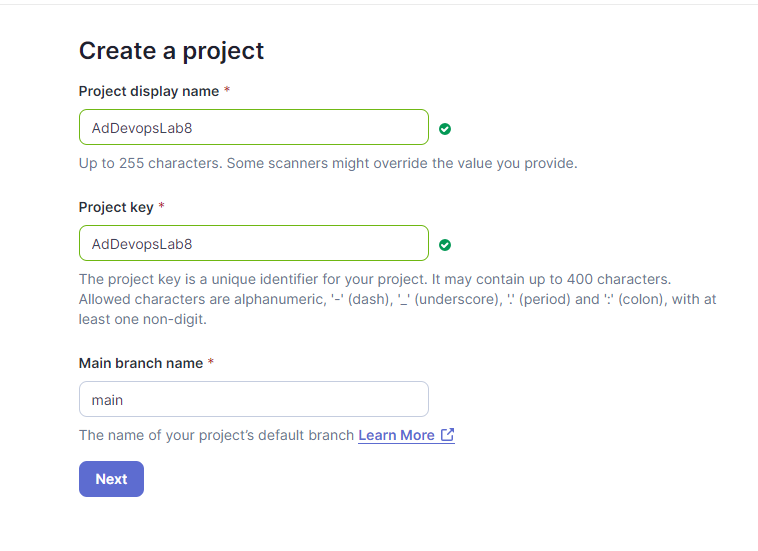 Create a project
Project display name *
AdDevopsLab8
Up to 255 characters. Some scanners might override the value you provide.
Project key *
AdDevopsLab8
The project key is a unique identifier for your project. It may contain up to 400 characters.
Allowed characters are alphanumeric, '-' (dash), '_' (underscore), '.' (period) and ':' (colon), with at
least one non-digit.
Main branch name *
main
The name of your project’s default branch Learn More
Next